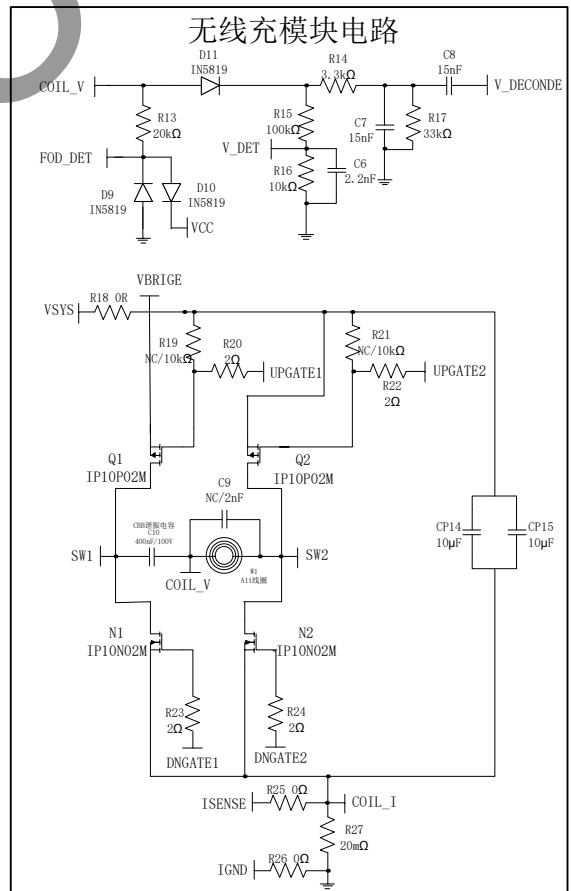 无线充模块电路
COIL_V
D11
IN5819
R14
3.3kΩ
C8
15nF
V_DECONDE
R13
20kΩ
R15
100kΩ
C7
15nF
R17
33kΩ
FOD_DET
V_DET
R16
10kΩ
C6
2.2nF
D9
IN5819
D10
IN5819
VCC
VBRIGE
VSYS
R18 0R
R19
NC/10kΩ
R20
2Ω
UPGATE1
R21
NC/10kΩ
R22
2Ω
UPGATE2
Q1
IP10P02M
Q2
IP10P02M
C9
NC/2nF
CBB谐振电容
C10
400nF/100V
SW1
COIL_V
W1
A11线圈
SW2
CP14
10μF
CP15
10μF
N1
IP10N02M
N2
IP10N02M
R23
2Ω
R24
2Ω
DNGATE1
DNGATE2
ISENSE
R25 0Ω
COIL_I
R27
20mΩ
IGND
R26 0Ω